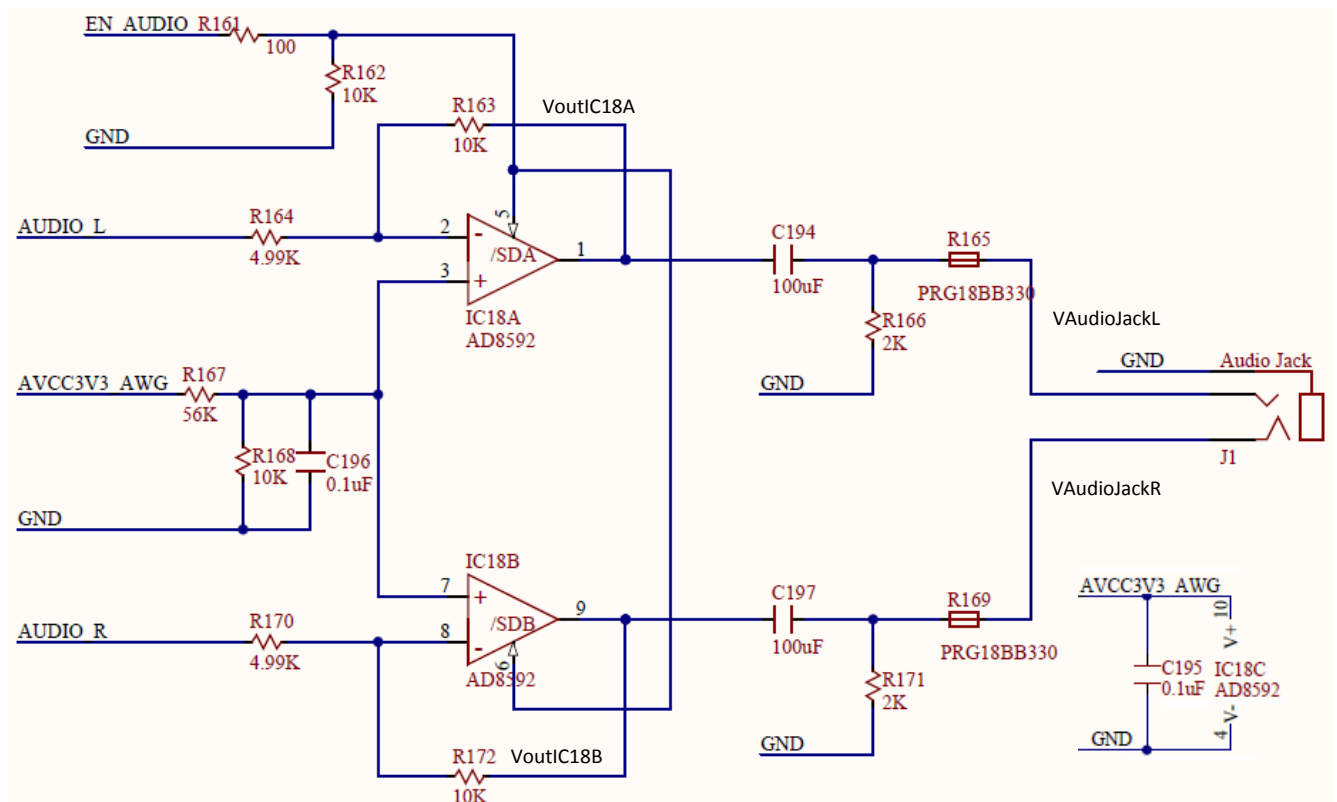 EN_AUDIO R161
100
R162
10K
GND
R163
10K
VoutIC18A
AUDIO_L
R164
4.99K
2
-
5
/SDA
1
3
+
IC18A
AD8592
C194
100uF
R165
PRG18BB330
R166
2K
GND
VAudioJackL
GND
Audio Jack
J1
VAudioJackR
AVCC3V3_AWG
R167
56K
R168
10K
C196
0.1uF
GND
IC18B
7
+
/SDB
9
8
-
6
AD8592
AUDIO_R
R170
4.99K
R172
10K
VoutIC18B
C197
100uF
R169
PRG18BB330
R171
2K
GND
AVCC3V3_AWG
10
V+
C195
0.1uF
IC18C
AD8592
V-
4
GND